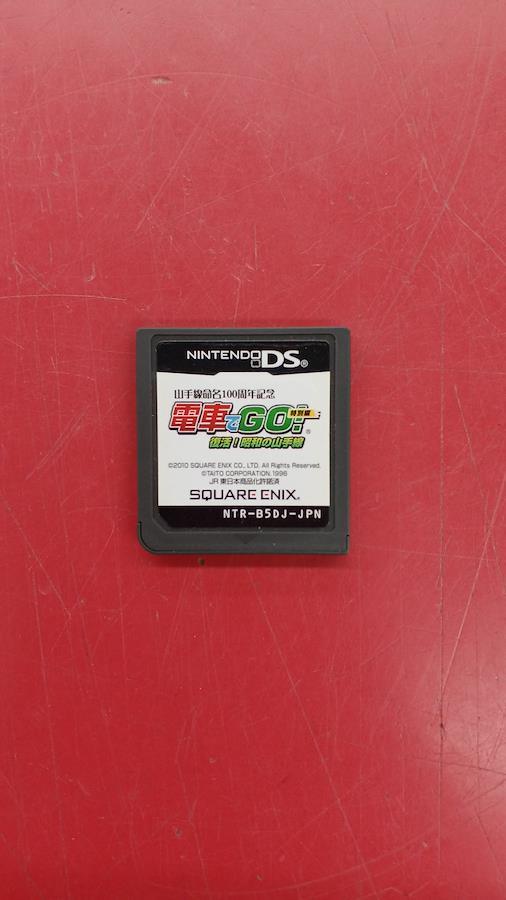 NINTENDO DS®
山手線命名100周年記念
電車でGO! 特別編 ®
復活!昭和の山手線
©2010 SQUARE ENIX CO., LTD. All Rights Reserved.
©TAITO CORPORATION, 1996
JR東日本商品化許諾済
SQUARE ENIX®
NTR-B5DJ-JPN